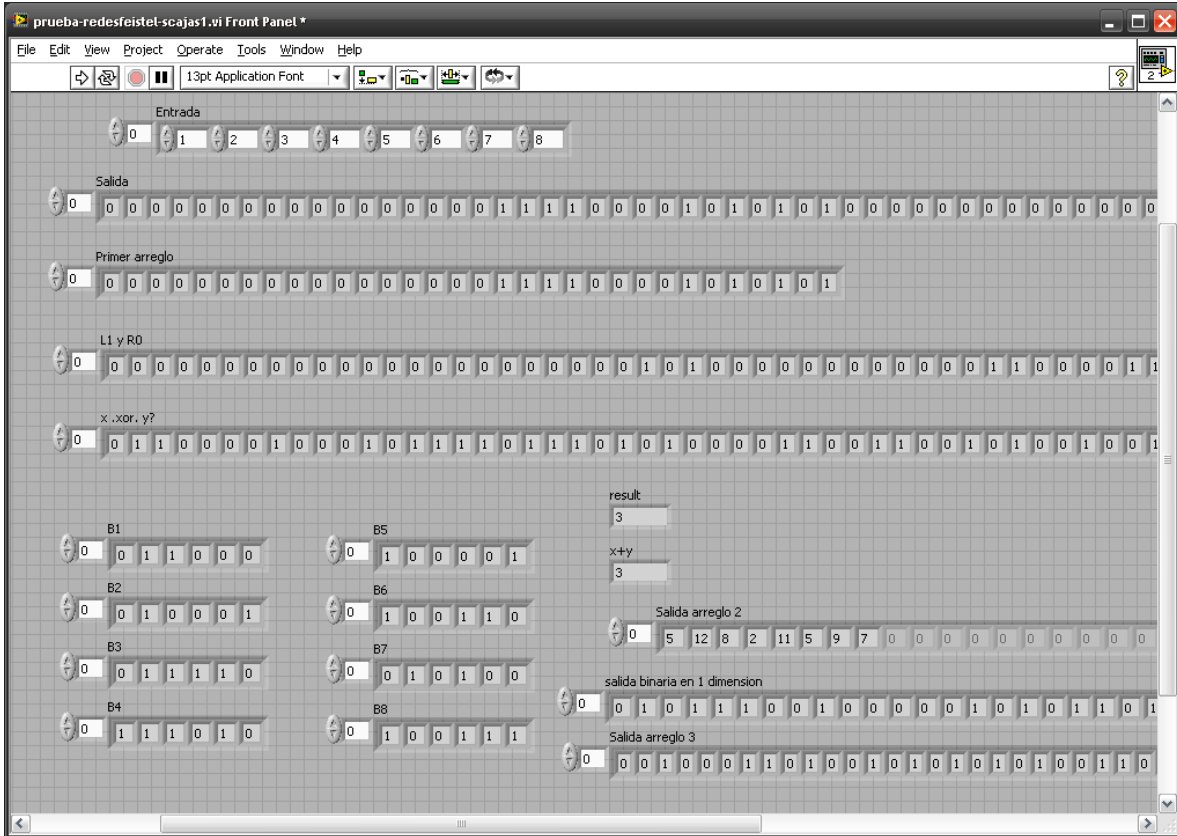 prueba-redesfeistel-scajas1.vi Front Panel *
File Edit View Project Operate Tools Window Help
13pt Application Font
2
Entrada
0 1 2 3 4 5 6 7 8
Salida
0 0 0 0 0 0 0 0 0 0 0 0 0 0 0 0 0 0 1 1 1 1 0 0 0 0 1 0 1 0 1 0 1 0 0 0 0 0 0 0 0 0 0 0 0 0 0
Primer arreglo
0 0 0 0 0 0 0 0 0 0 0 0 0 0 0 0 0 0 1 1 1 1 0 0 0 0 1 0 1 0 1 0 1
L1 y R0
0 0 0 0 0 0 0 0 0 0 0 0 0 0 0 0 0 0 0 0 0 0 0 0 1 0 1 0 0 0 0 0 0 0 0 0 0 0 0 1 1 0 0 0 0 1 1
x .xor. y?
0 0 1 1 0 0 0 0 1 0 0 0 1 0 1 1 1 1 0 1 1 1 0 1 0 1 0 0 0 0 1 1 0 0 1 1 0 0 1 0 1 0 0 1 0 0 1
result
3
B1
0 0 1 1 0 0 0
B5
0 1 0 0 0 0 1
x+y
3
B2
0 0 1 0 0 0 1
B6
0 1 0 0 1 1 0
Salida arreglo 2
0 5 12 8 2 11 5 9 7 0 0 0 0 0 0 0 0 0 0 0 0
B3
0 0 1 1 1 1 0
B7
0 0 1 0 1 0 0
salida binaria en 1 dimension
0 0 1 0 1 1 1 0 0 1 0 0 0 0 0 1 0 1 0 1 1 0 1 0 1
B4
0 1 1 1 0 1 0
B8
0 1 0 0 1 1 1
Salida arreglo 3
0 0 0 1 0 0 0 1 1 0 1 0 0 1 0 1 0 1 0 1 0 1 0 0 1 1 0